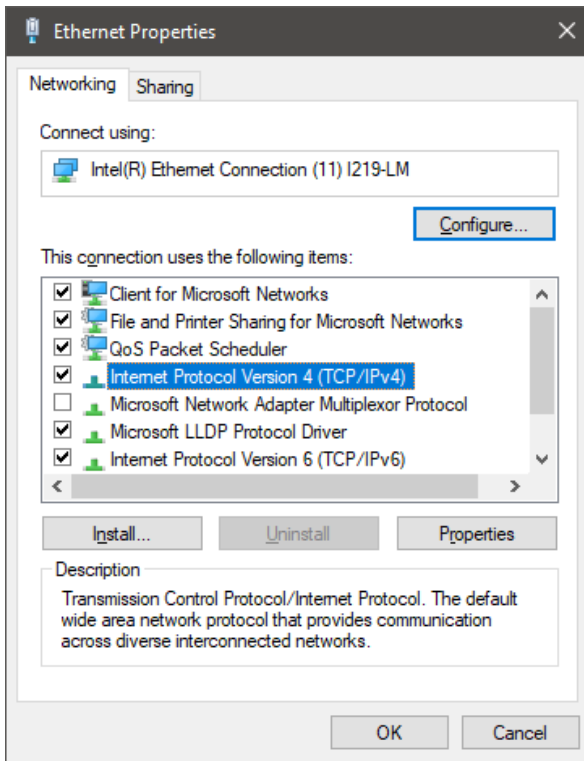 Ethernet Properties
Networking
Sharing
Connect using:
Intel(R) Ethernet Connection (11) I219-LM
Configure...
This connection uses the following items:
Client for Microsoft Networks
File and Printer Sharing for Microsoft Networks
QoS Packet Scheduler
Internet Protocol Version 4 (TCP/IPv4)
Microsoft Network Adapter Multiplexor Protocol
Microsoft LLDP Protocol Driver
Internet Protocol Version 6 (TCP/IPv6)
Install...
Uninstall
Properties
Description
Transmission Control Protocol/Internet Protocol. The default
wide area network protocol that provides communication
across diverse interconnected networks.
OK
Cancel